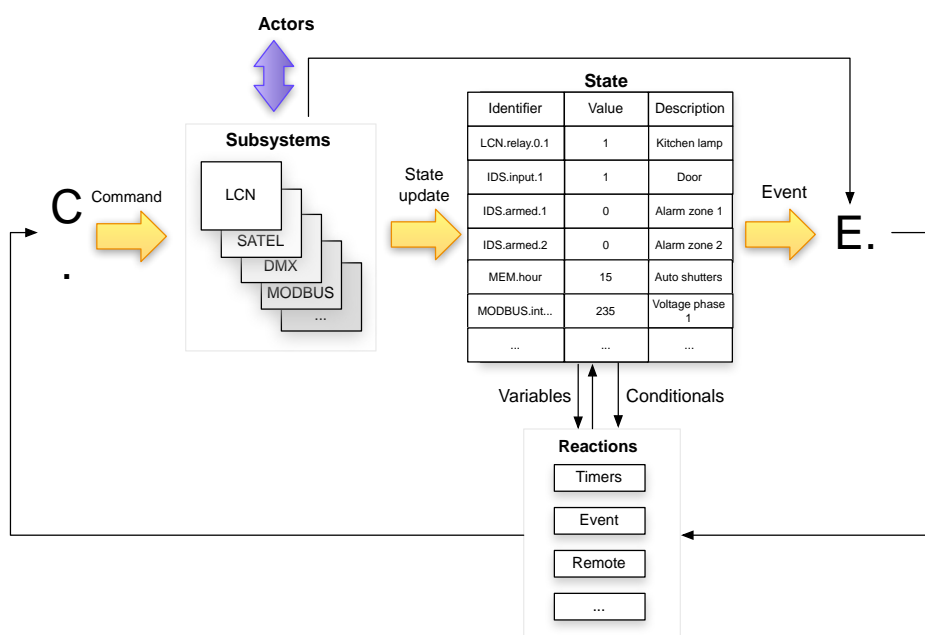 Actors
State
Subsystems
Identifier Value Description
LCN.relay.0.1 1 Kitchen lamp
IDS.input.1 1 Door
IDS.armed.1 0 Alarm zone 1
IDS.armed.2 0 Alarm zone 2
MEM.hour 15 Auto shutters
MODBUS.int... 235 Voltage phase
1
... ... ...
C
.
Command
LCN
SATEL
DMX
MODBUS
...
State
update
Event
E.
Variables
Conditionals
Reactions
Timers
Event
Remote
...